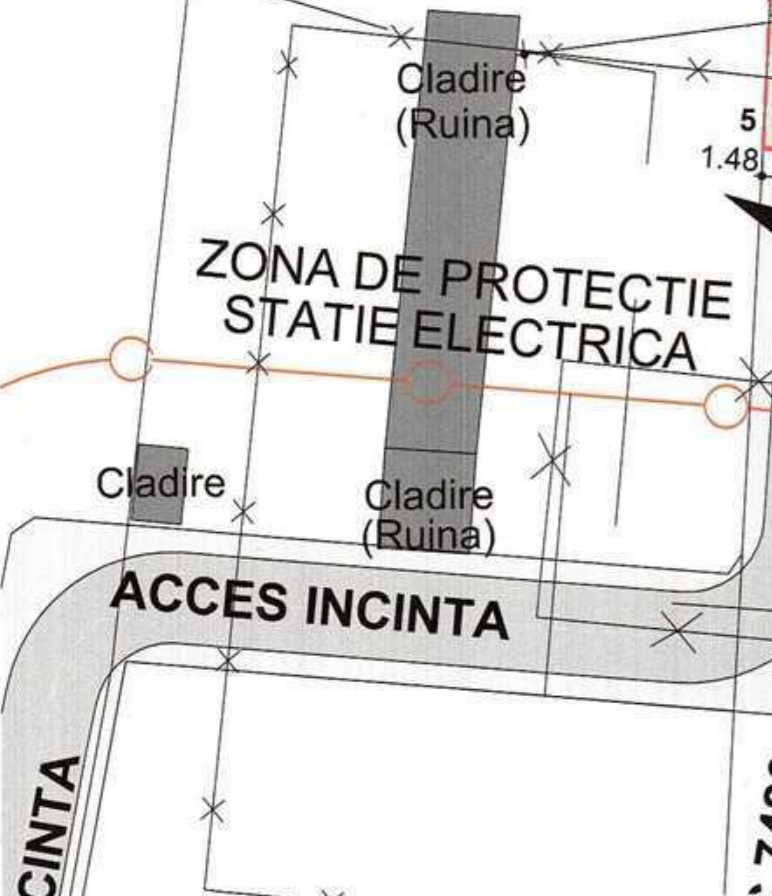 Cladire
(Ruina)
5
1.48
ZONA DE PROTECTIE
STATIE ELECTRICA
Cladire
Cladire
(Ruina)
ACCES INCINTA
CINTA